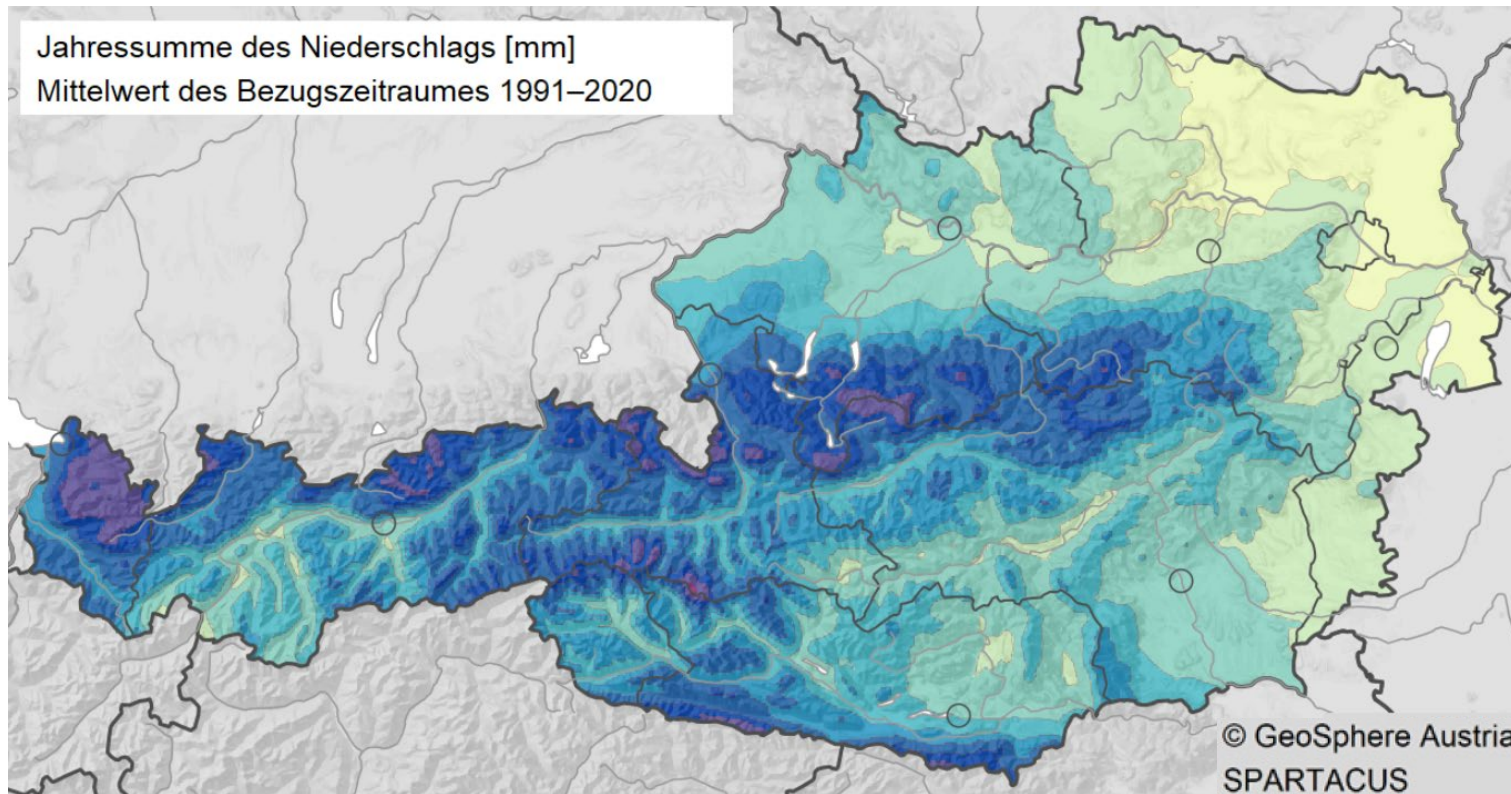 Jahressumme des Niederschlags [mm]
Mittelwert des Bezugszeitraumes 1991–2020
© GeoSphere Austria
SPARTACUS